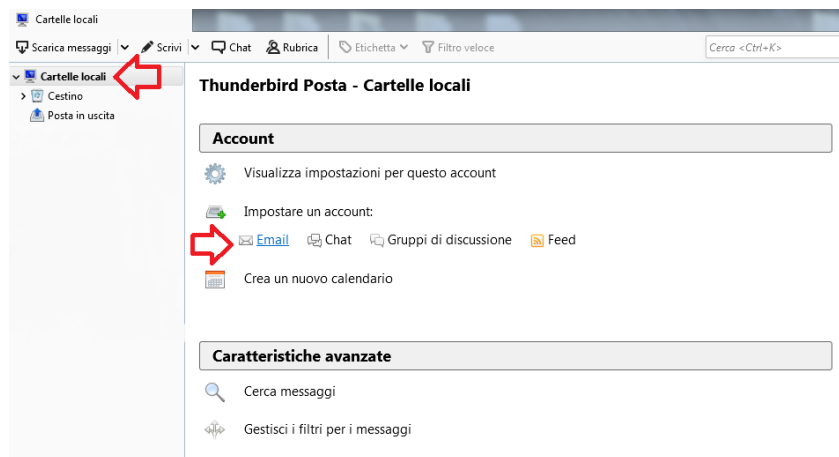 Cartelle locali
Scarica messaggi Scrivi Chat Rubrica Etichetta Filtro veloce Cerca <Ctrl+K>
Cartelle locali
Cestino
Posta in uscita
Thunderbird Posta - Cartelle locali
Account
Visualizza impostazioni per questo account
Impostare un account:
Email Chat Gruppi di discussione Feed
Crea un nuovo calendario
Caratteristiche avanzate
Cerca messaggi
Gestisci i filtri per i messaggi